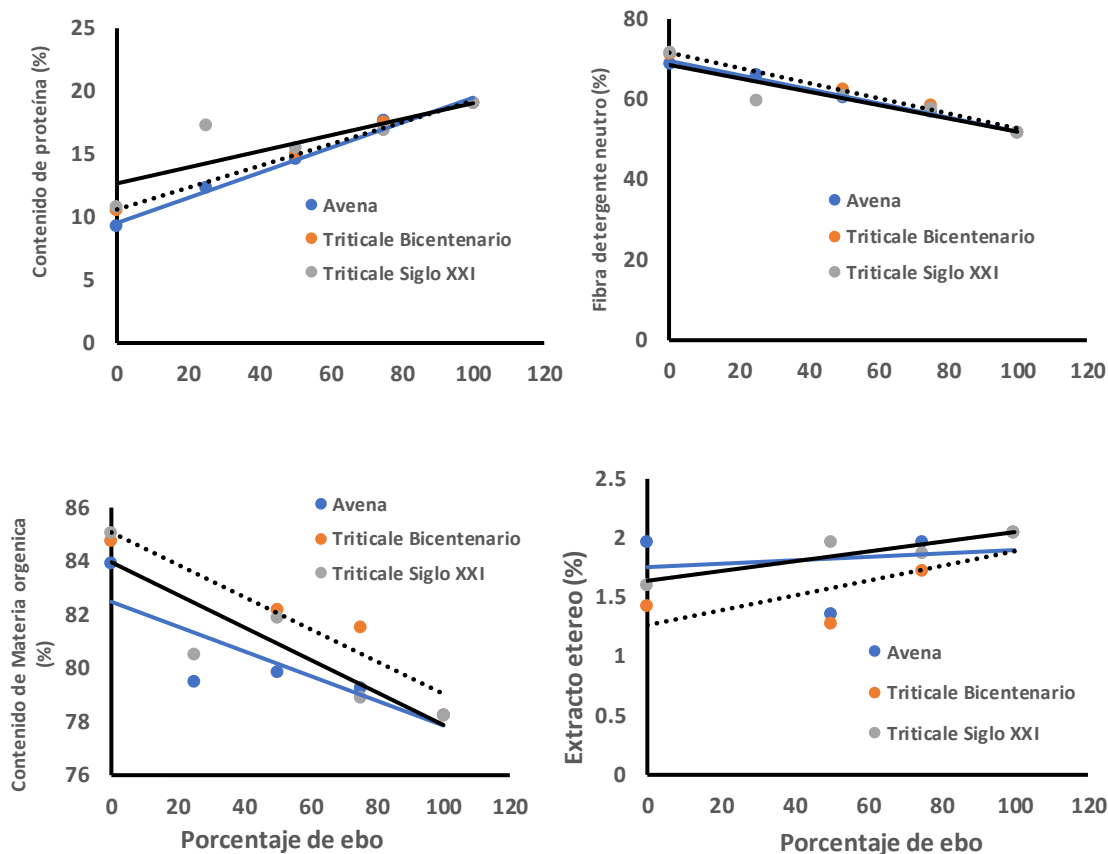 Contenido de proteína (%)
25
20
15
10
5
0
0 20 40 60 80 100 120
Avena
Triticale Bicentenario
Triticale Siglo XXI
Fibra detergente neutro (%)
80
60
40
20
0
0 20 40 60 80 100 120
Avena
Triticale Bicentenario
Triticale Siglo XXI
Contenido de Materia orgenica
(%)
86
84
82
80
78
76
0 20 40 60 80 100 120
Avena
Triticale Bicentenario
Triticale Siglo XXI
Porcentaje de ebo
Extracto etereo (%)
2.5
2
1.5
1
0.5
0
0 20 40 60 80 100 120
Avena
Triticale Bicentenario
Triticale Siglo XXI
Porcentaje de ebo